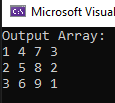 Microsoft Visual
Output Array:
1 4 7 3
2 5 8 2
3 6 9 1